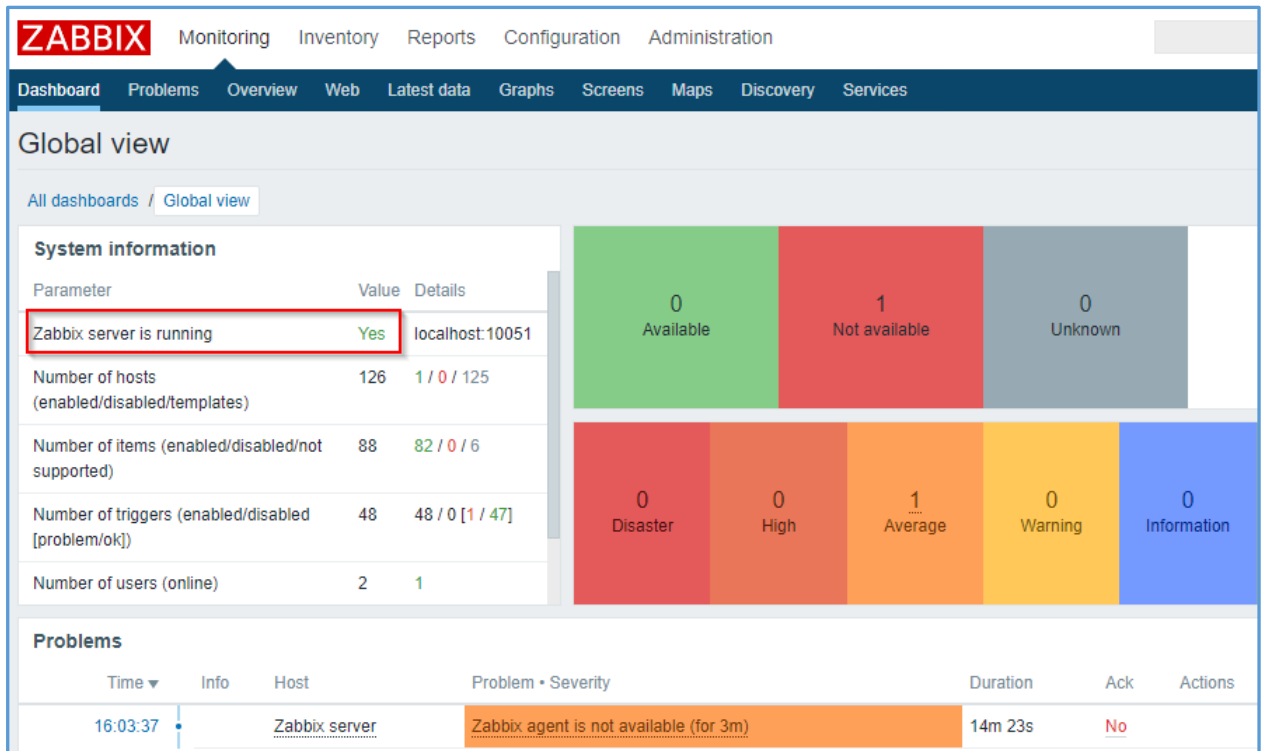 ZABBIX Monitoring Inventory Reports Configuration Administration
Dashboard Problems Overview Web Latest data Graphs Screens Maps Discovery Services
Global view
All dashboards / Global view
System information
Parameter Value Details
Zabbix server is running Yes localhost:10051
Number of hosts
(enabled/disabled/templates) 126 1 / 0 / 125
Number of items (enabled/disabled/not
supported) 88 82 / 0 / 6
Number of triggers (enabled/disabled
[problem/ok]) 48 48 / 0 [1 / 47]
Number of users (online) 2 1
0
Available
1
Not available
0
Unknown
0
Disaster
0
High
1
Average
0
Warning
0
Information
Problems
Time ▼ Info Host Problem • Severity Duration Ack Actions
16:03:37 Zabbix server Zabbix agent is not available (for 3m) 14m 23s No